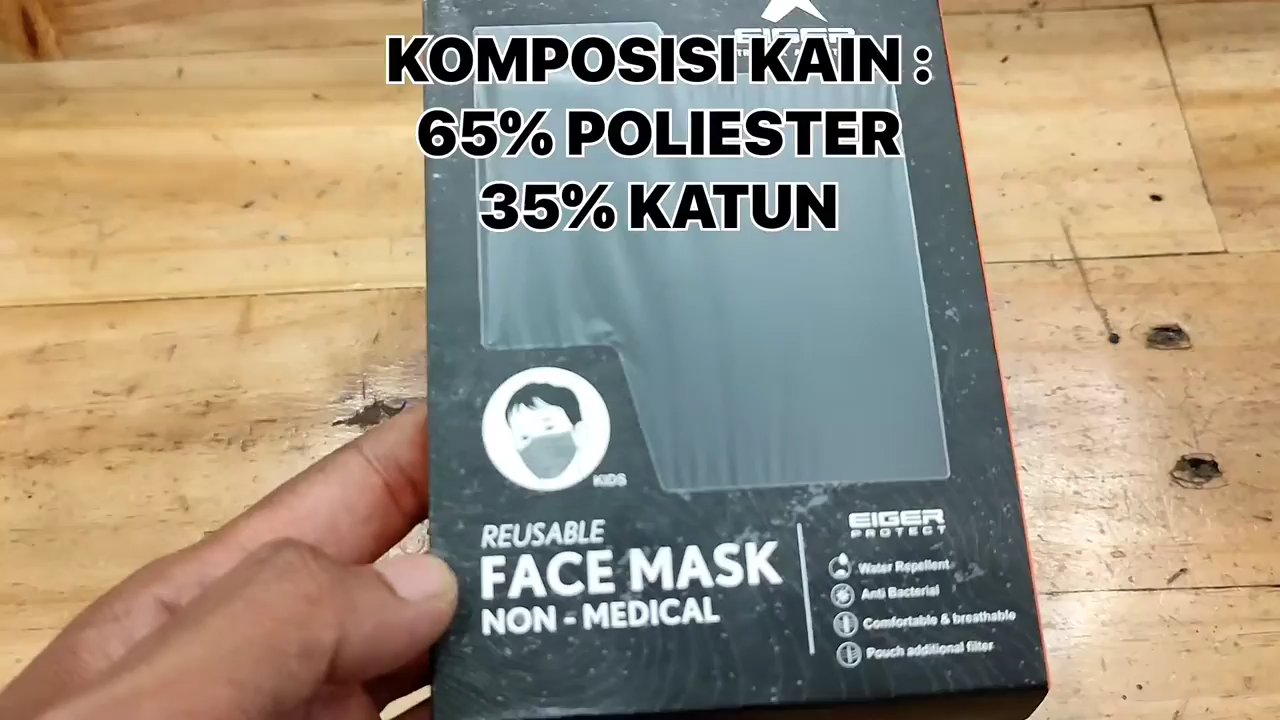 EIGER
KOMPOSISI KAIN :
65% POLIESTER
35% KATUN
KIDS
REUSABLE
FACE MASK
NON - MEDICAL
EIGER
PROTECT
Water Repellent
Anti Bacterial
Comfortable & breathable
Pouch additional filter